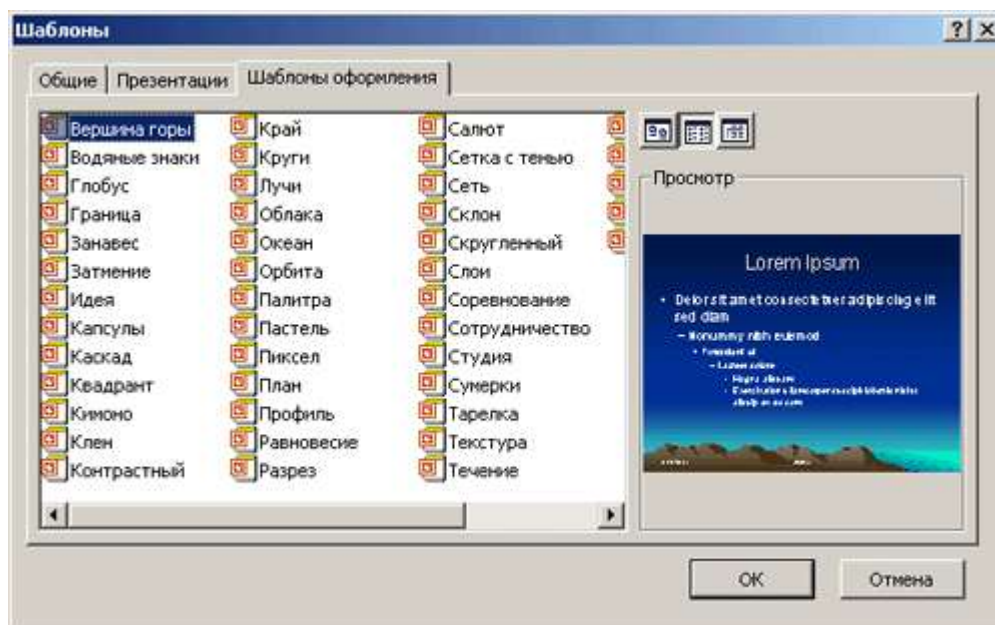 Шаблоны
Общие Презентации Шаблоны оформления
Вершина горы
Водяные знаки
Глобус
Граница
Занавес
Затмение
Идея
Капсулы
Каскад
Квадрант
Кимоно
Клен
Контрастный
Край
Круги
Лучи
Облака
Океан
Орбита
Палитра
Пастель
Пиксел
План
Профиль
Равновесие
Разрез
Салют
Сетка с тенью
Сеть
Склон
Скругленный
Слои
Соревнование
Сотрудничество
Студия
Сумерки
Тарелка
Текстура
Течение
Просмотр
Lorem Ipsum
sed diam
OK Отмена